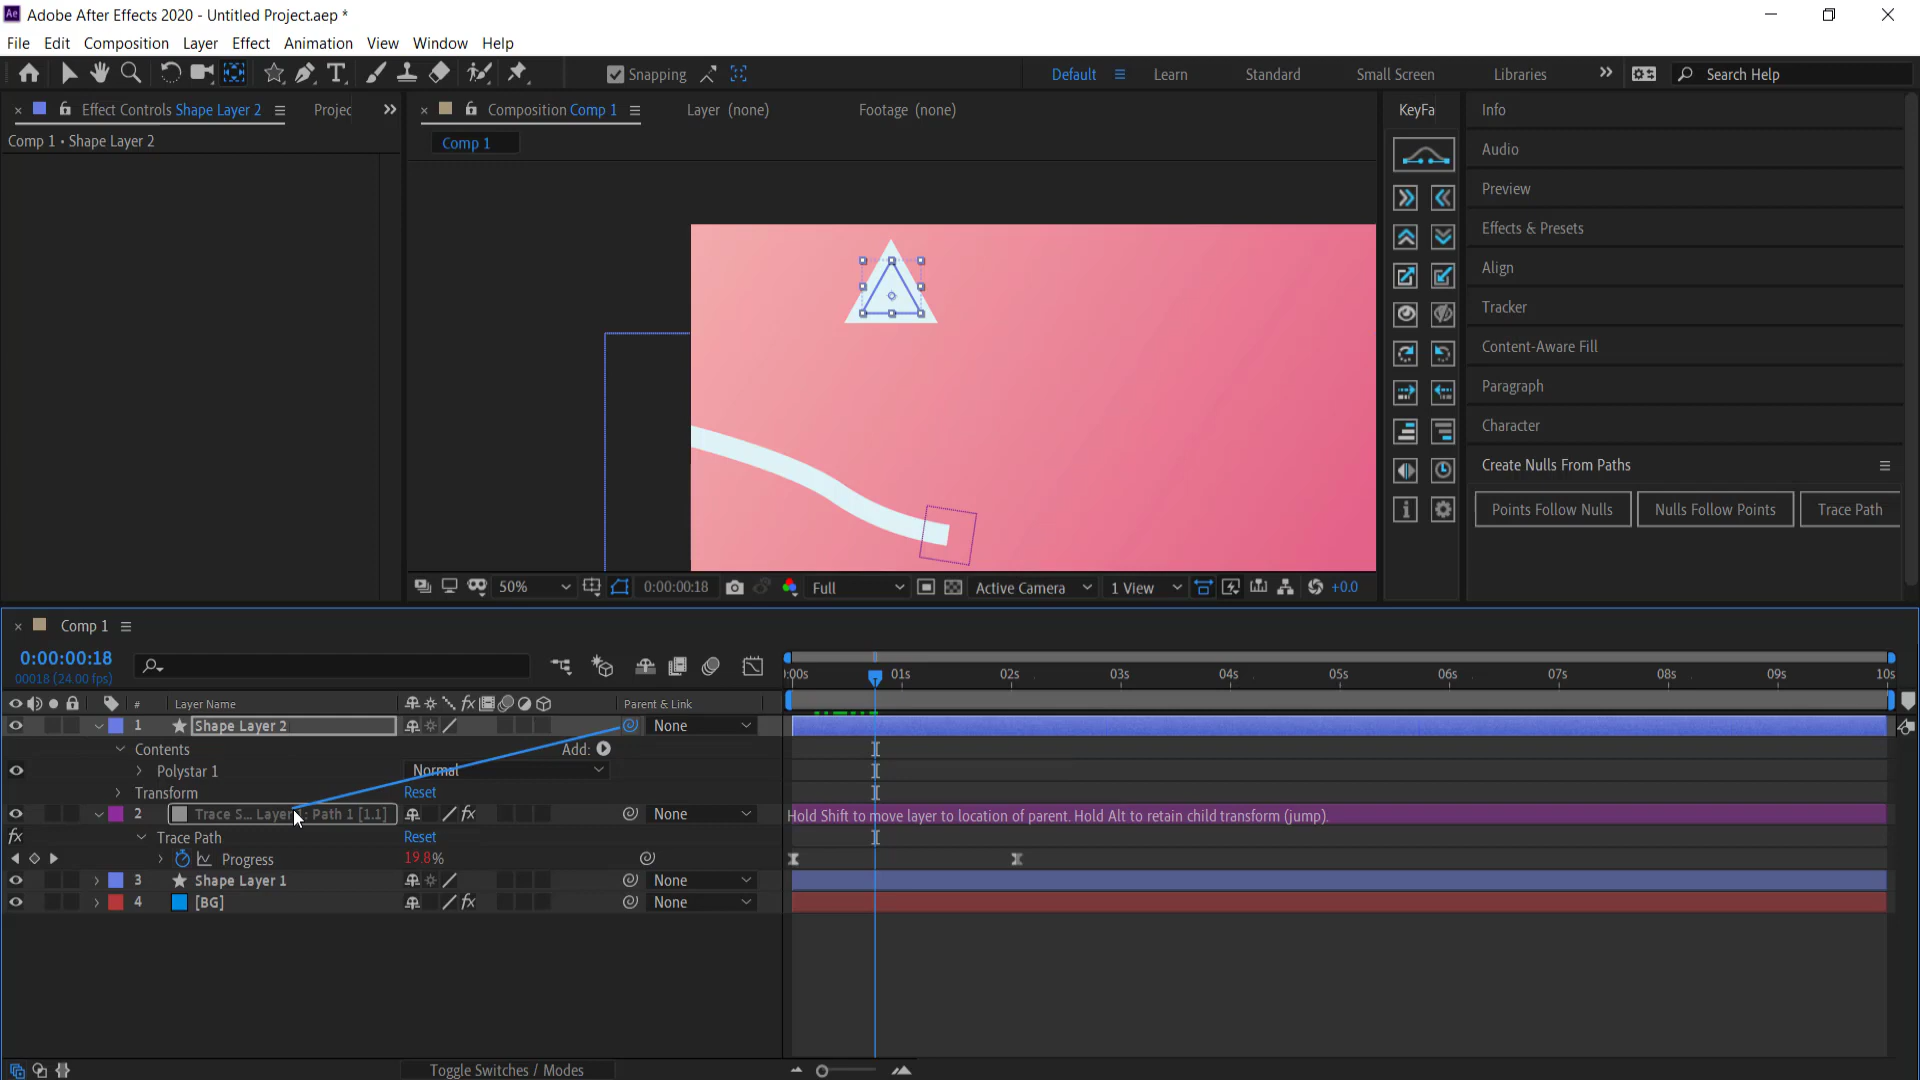 Adobe After Effects 2020 - Untitled Project.aep *
File Edit Composition Layer Effect Animation View Window Help
Snapping Default Learn Standard Small Screen Libraries Search Help
Effect Controls Shape Layer 2 Projec Composition Comp 1 Layer (none) Footage (none) KeyFa Info
Comp 1 • Shape Layer 2 Comp 1
Audio
Preview
Effects & Presets
Align
Tracker
Content-Aware Fill
Paragraph
Character
Create Nulls From Paths
Points Follow Nulls Nulls Follow Points Trace Path
50% 0:00:00:18 Full Active Camera 1 View +0.0
Comp 1
0:00:00:18
00018 (24.00 fps)
:00s 01s 02s 03s 04s 05s 06s 07s 08s 09s 10s
# Layer Name fx Parent & Link
1 Shape Layer 2 None
Contents Add:
Polystar 1 Normal
Transform Reset
2 Trace S... Layer : Path 1 [1.1] fx None Hold Shift to move layer to location of parent. Hold Alt to retain child transform (jump).
fx Trace Path Reset
Progress 19.8%
3 Shape Layer 1 None
4 [BG] fx None
Toggle Switches / Modes